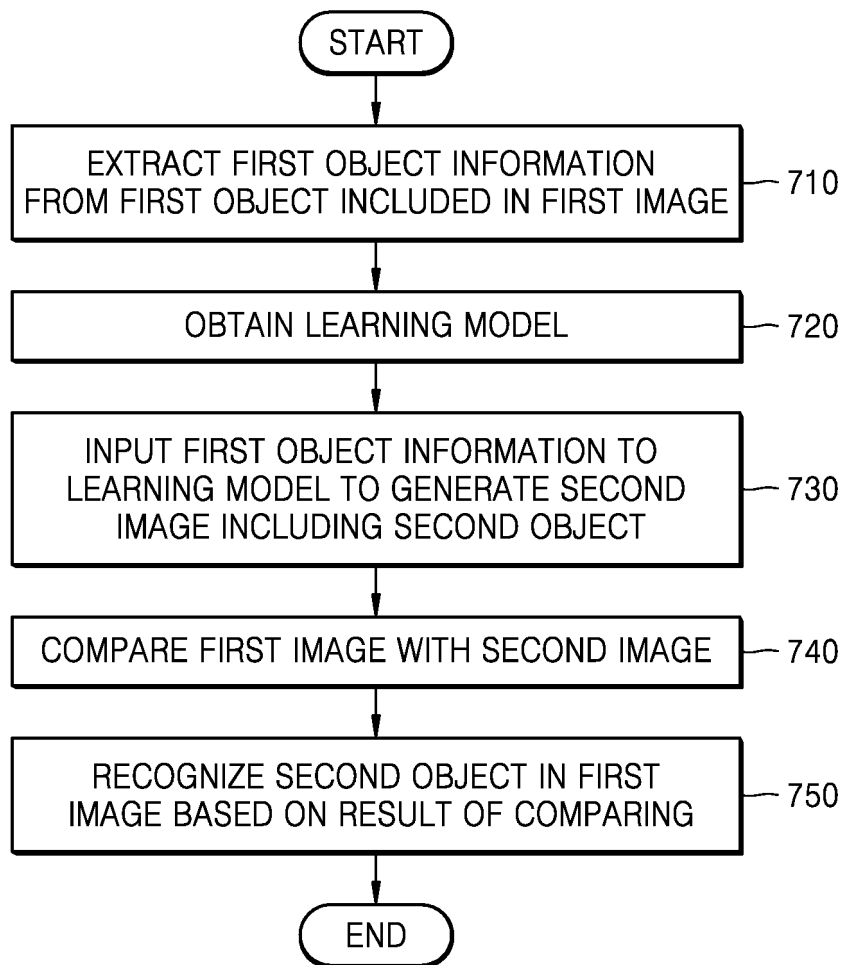 START
EXTRACT FIRST OBJECT INFORMATION
FROM FIRST OBJECT INCLUDED IN FIRST IMAGE
710
OBTAIN LEARNING MODEL
720
INPUT FIRST OBJECT INFORMATION TO
LEARNING MODEL TO GENERATE SECOND
IMAGE INCLUDING SECOND OBJECT
730
COMPARE FIRST IMAGE WITH SECOND IMAGE
740
RECOGNIZE SECOND OBJECT IN FIRST
IMAGE BASED ON RESULT OF COMPARING
750
END